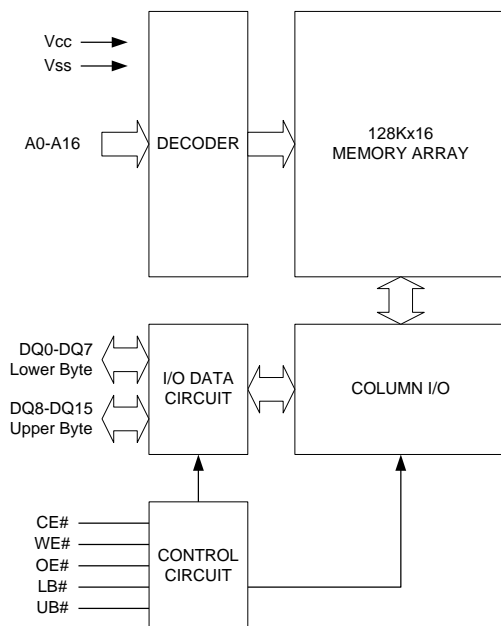 Vcc
Vss
A0-A16
DECODER
128Kx16
MEMORY ARRAY
DQ0-DQ7
Lower Byte
DQ8-DQ15
Upper Byte
I/O DATA
CIRCUIT
COLUMN I/O
CE#
WE#
OE#
LB#
UB#
CONTROL
CIRCUIT